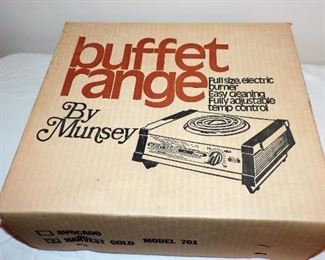 buffet
range
Full size, electric
burner
Easy cleaning
Fully adjustable
temp control
By
Munsey
AVOCADO
HARVEST GOLD MODEL 701